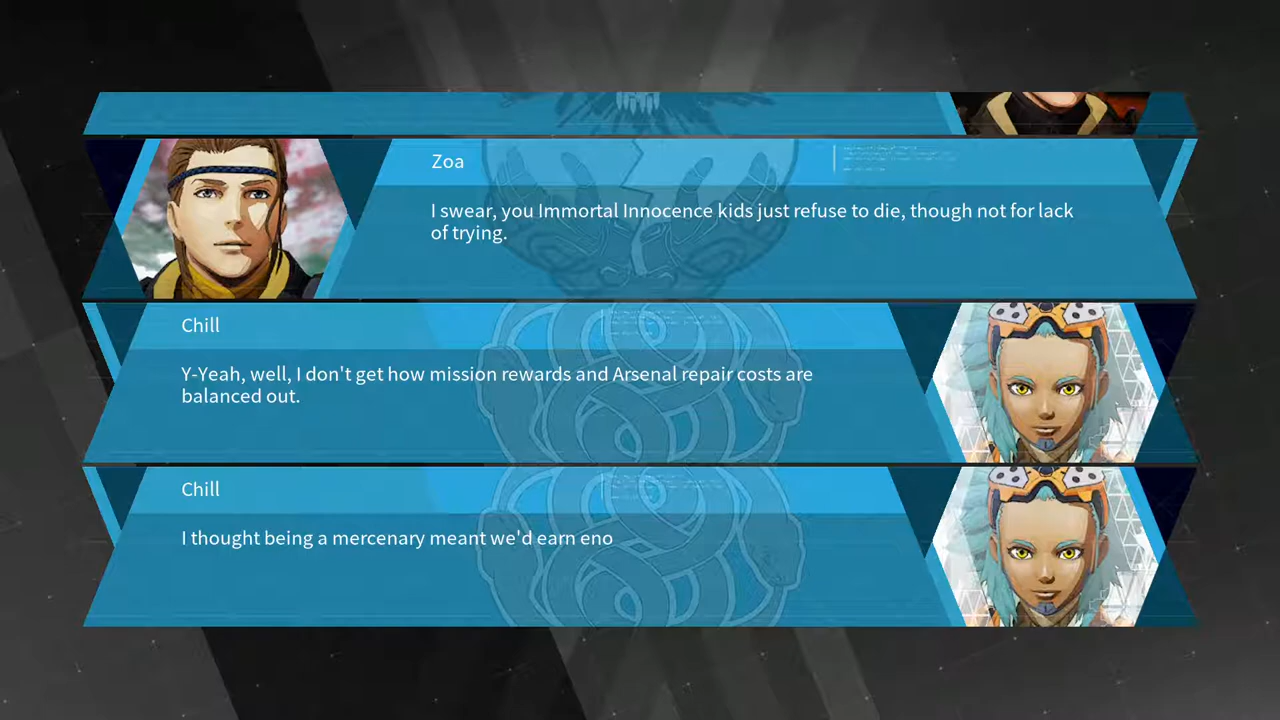 Zoa
I swear, you Immortal Innocence kids just refuse to die, though not for lack
of trying.
Chill
Y-Yeah, well, I don't get how mission rewards and Arsenal repair costs are
balanced out.
Chill
I thought being a mercenary meant we'd earn eno